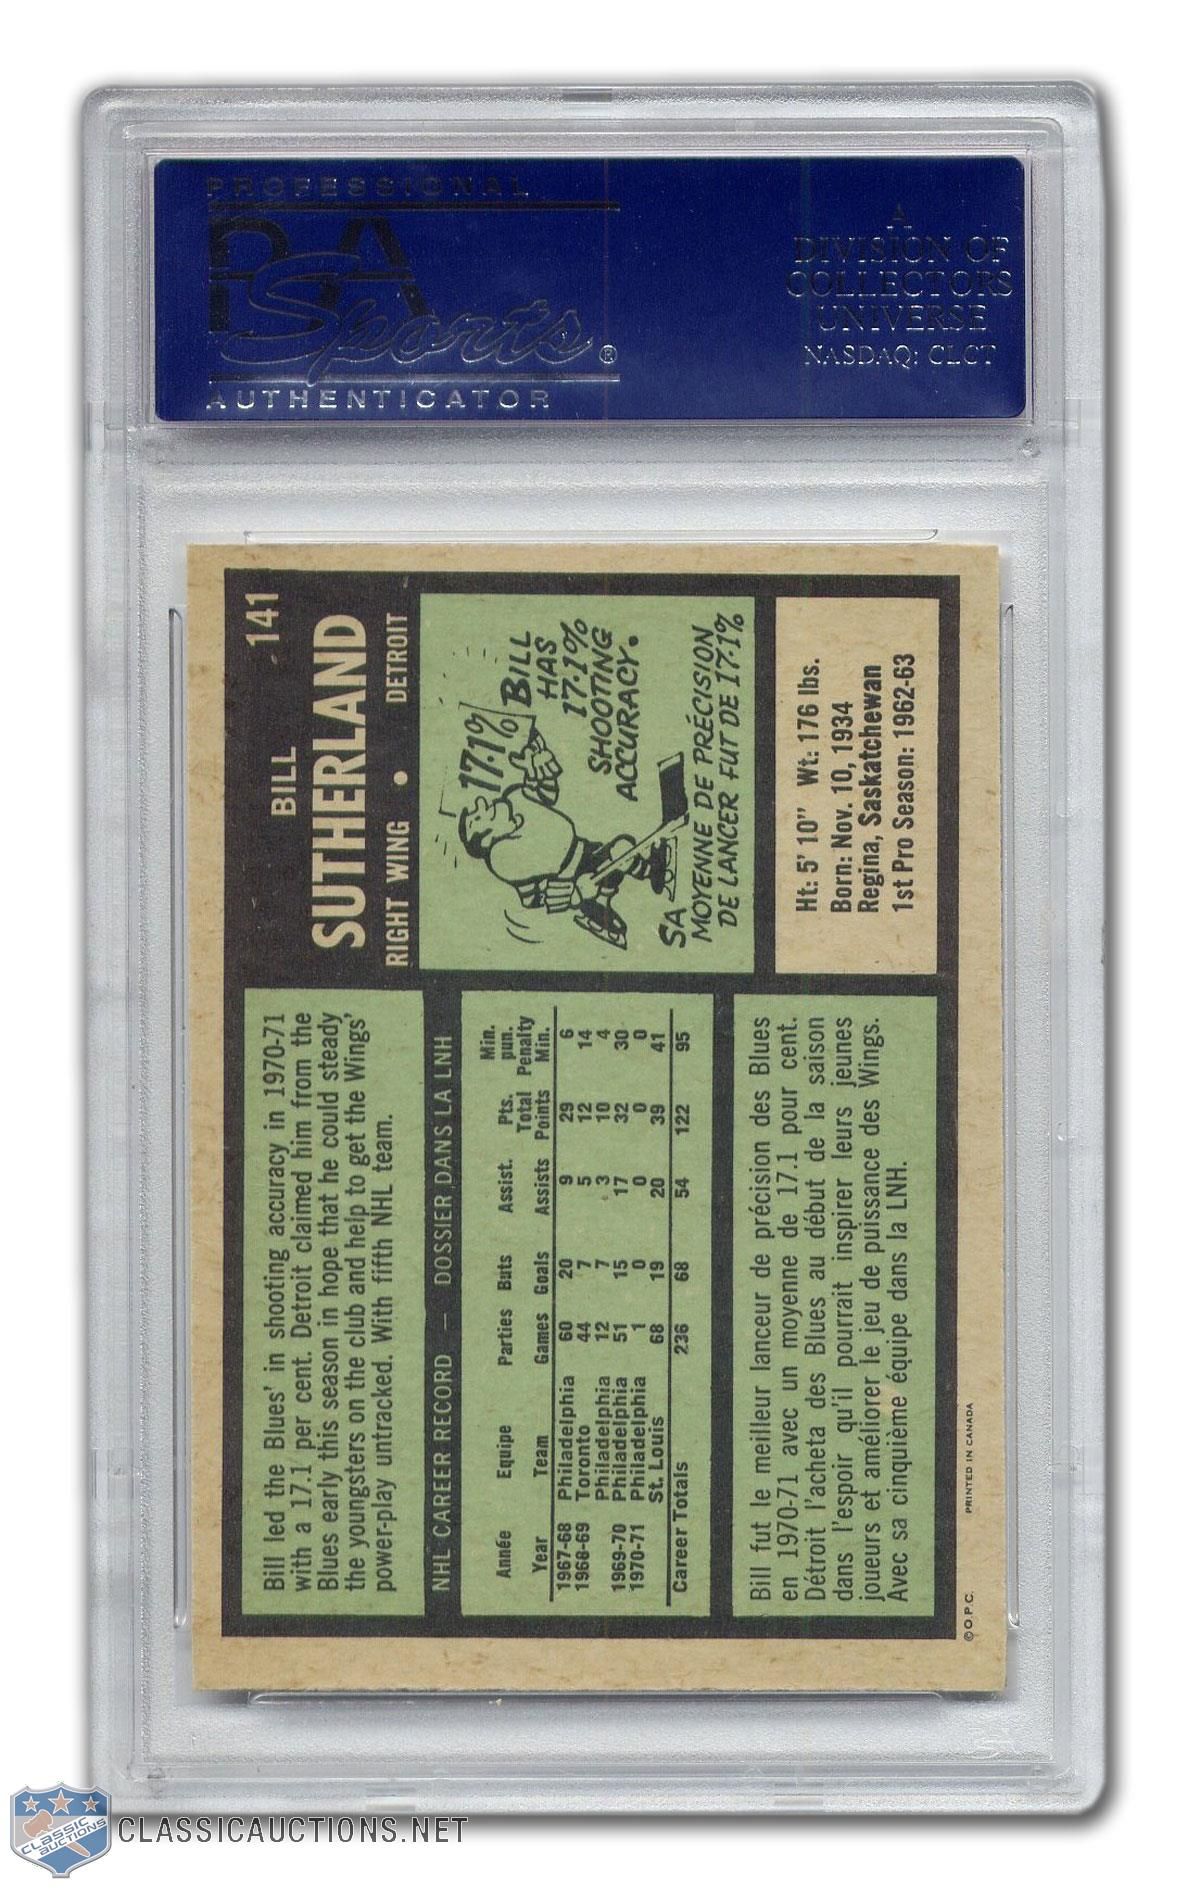 PROFESSIONAL
PSA
Sports®
AUTHENTICATOR
A
DIVISION OF
COLLECTORS
UNIVERSE
NASDAQ: CLCT
141
BILL
SUTHERLAND
RIGHT WING • DETROIT
Bill led the Blues' in shooting accuracy in 1970-71
with a 17.1 per cent. Detroit claimed him from the
Blues early this season in hope that he could steady
the youngsters on the club and help to get the Wings'
power-play untracked. With fifth NHL team.
17.1%
BILL
HAS
17.1%
SHOOTING
ACCURACY.
SA
MOYENNE DE PRÉCISION
DE LANCER FUT DE 17.1%
NHL CAREER RECORD — DOSSIER DANS LA LNH
Année Equipe Parties Buts Assist. Pts. Min. pun.
Year Team Games Goals Assists Total Points Penalty Min.
1967-68 Philadelphia 60 20 9 29 6
1968-69 Toronto 44 7 5 12 14
Philadelphia 12 7 3 10 4
1969-70 Philadelphia 51 15 17 32 30
1970-71 Philadelphia 1 0 0 0 0
St. Louis 68 19 20 39 41
Career Totals 236 68 54 122 95
Ht: 5' 10" Wt: 176 lbs.
Born: Nov. 10, 1934
Regina, Saskatchewan
1st Pro Season: 1962-63
Bill fut le meilleur lanceur de précision des Blues
en 1970-71 avec un moyenne de 17.1 pour cent.
Détroit l'acheta des Blues au début de la saison
dans l'espoir qu'il pourrait inspirer leurs jeunes
joueurs et améliorer le jeu de puissance des Wings.
Avec sa cinquième équipe dans la LNH.
© O.P.C. PRINTED IN CANADA
CLASSIC
AUCTIONS
CLASSICAUCTIONS.NET